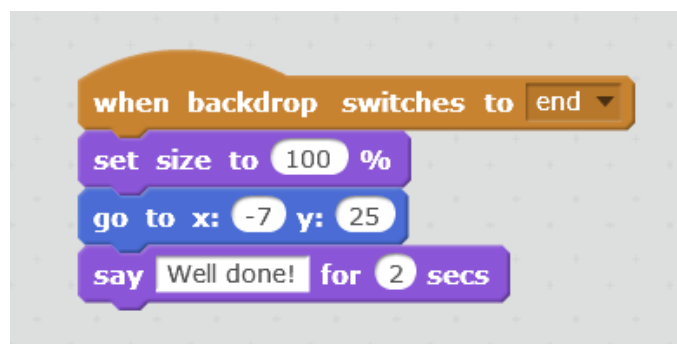 when backdrop switches to end
set size to 100 %
go to x: -7 y: 25
say Well done! for 2 secs